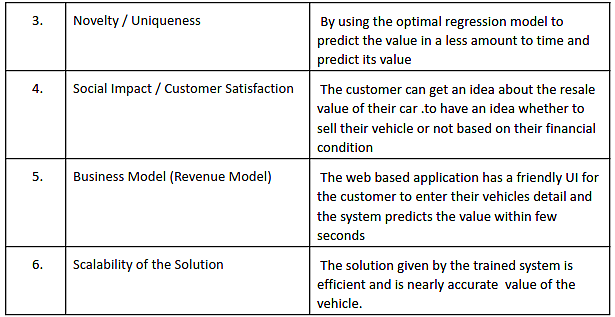 3. Novelty / Uniqueness By using the optimal regression model to
predict the value in a less amount to time and
predict its value
4. Social Impact / Customer Satisfaction The customer can get an idea about the resale
value of their car .to have an idea whether to
sell their vehicle or not based on their financial
condition
5. Business Model (Revenue Model) The web based application has a friendly UI for
the customer to enter their vehicles detail and
the system predicts the value within few
seconds
6. Scalability of the Solution The solution given by the trained system is
efficient and is nearly accurate value of the
vehicle.